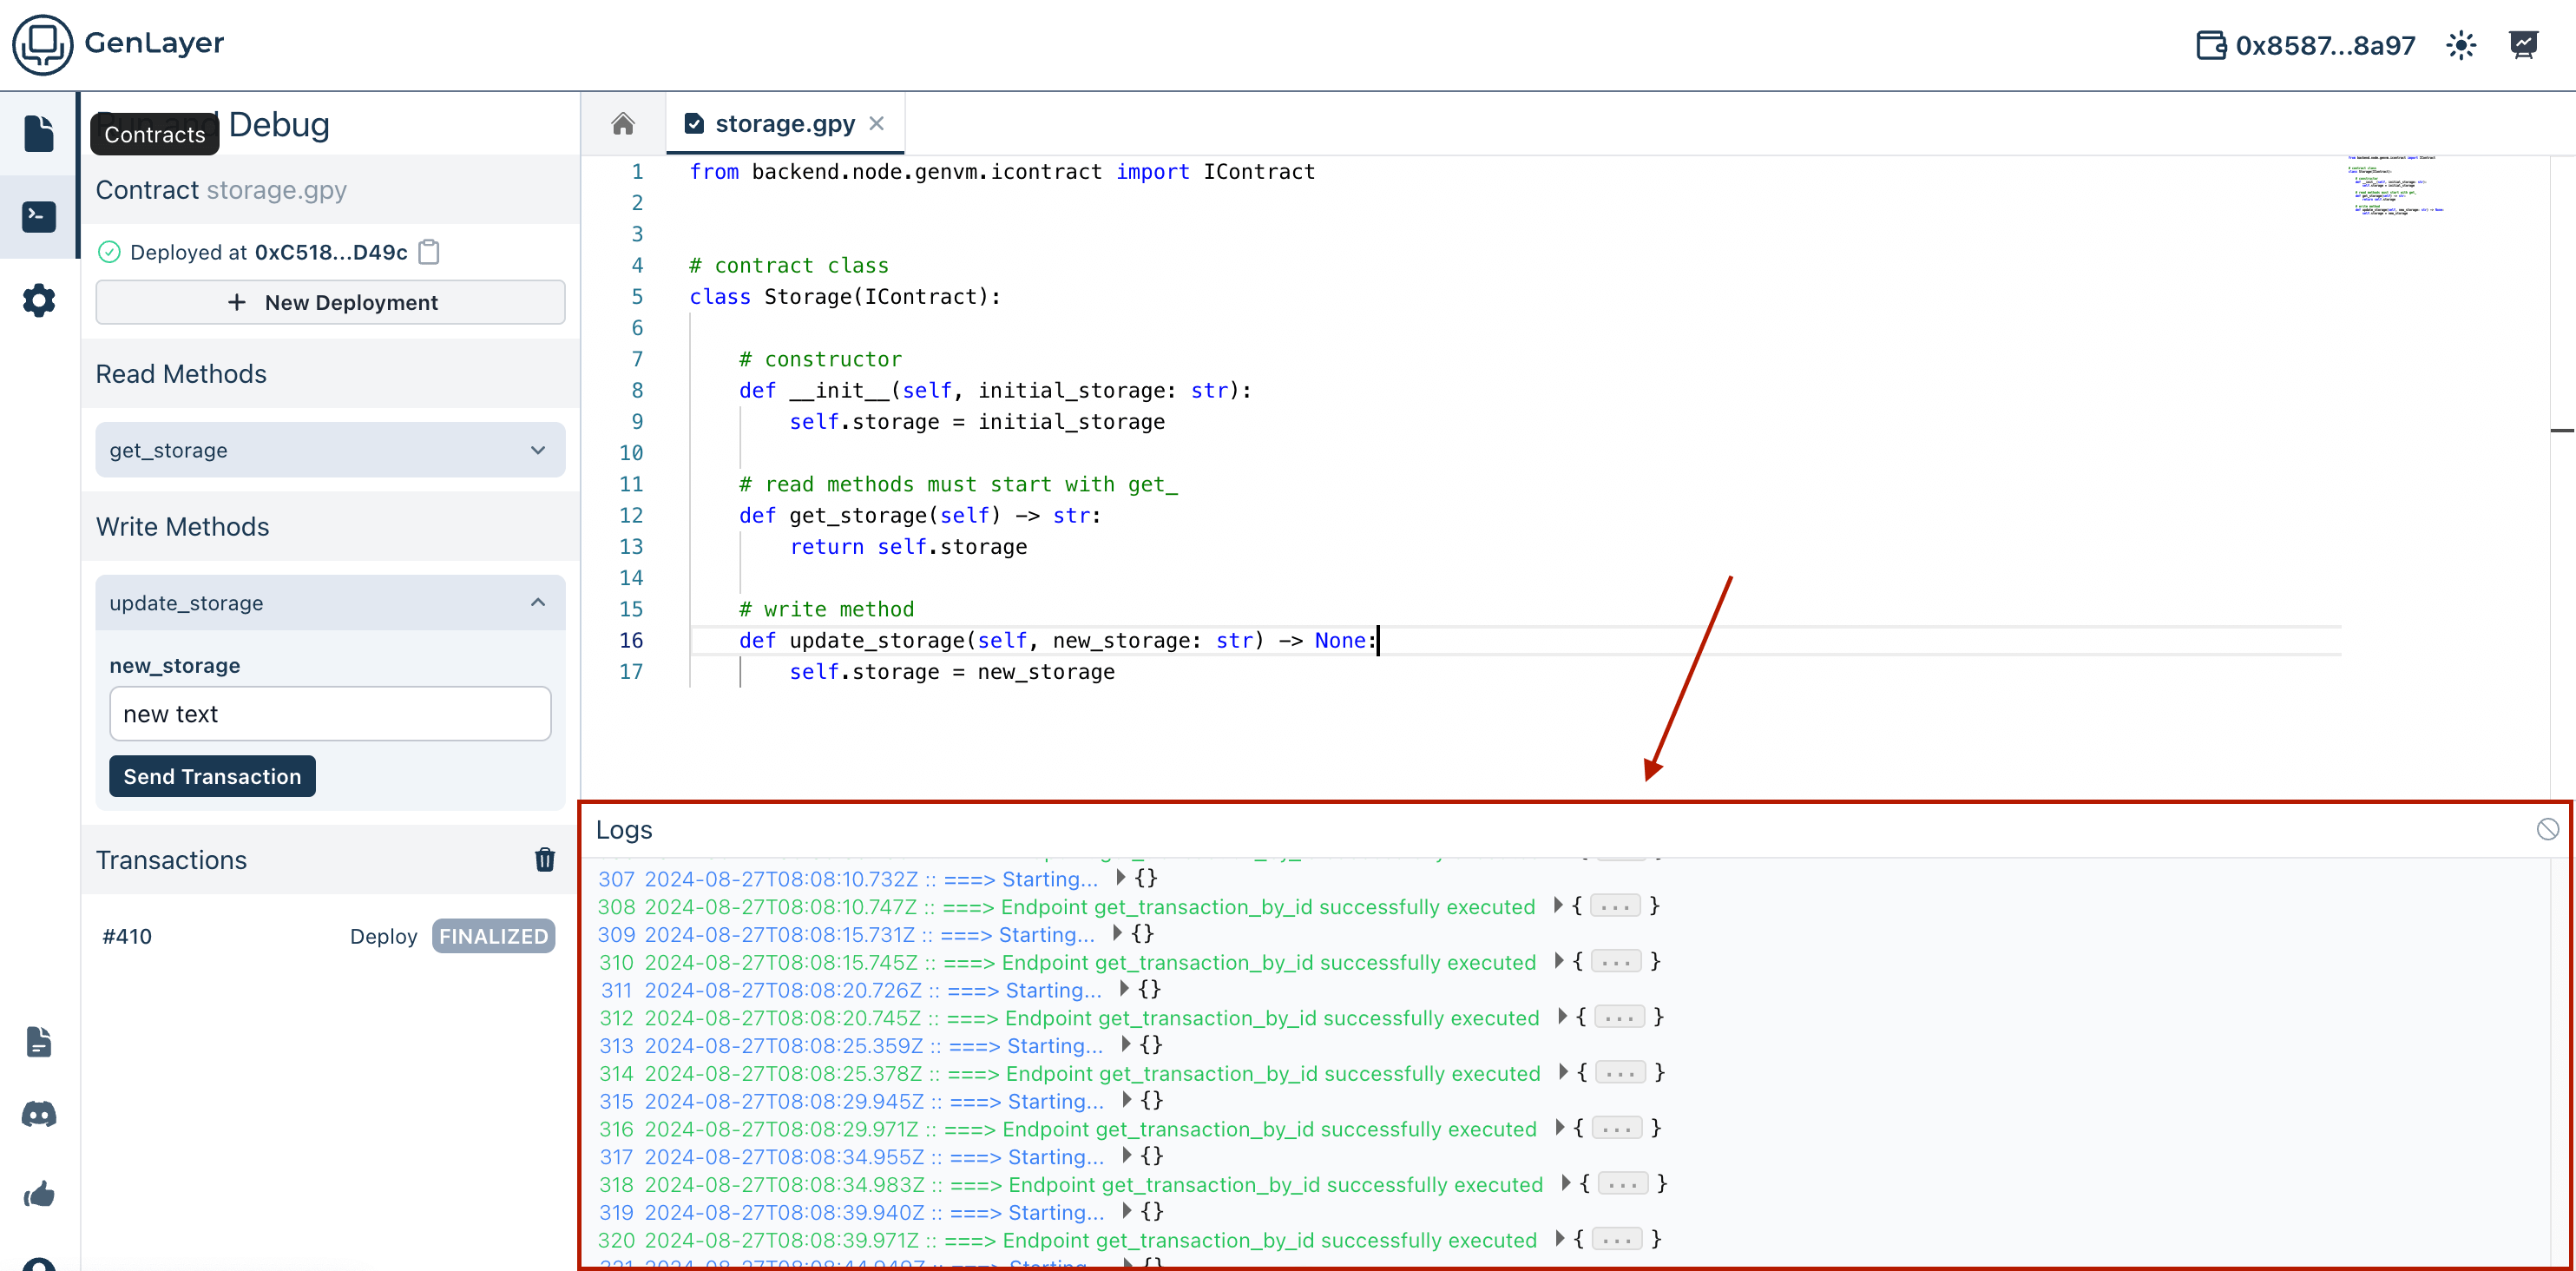 GenLayer
0x8587...8a97
Contracts
and Debug
Contract storage.gpy
Deployed at 0xC518...D49c
+ New Deployment
Read Methods
get_storage
Write Methods
update_storage
new_storage
new text
Send Transaction
Transactions
#410 Deploy FINALIZED
storage.gpy
1 from backend.node.genvm.icontract import IContract
2
3
4 # contract class
5 class Storage(IContract):
6
7 # constructor
8 def __init__(self, initial_storage: str):
9 self.storage = initial_storage
10
11 # read methods must start with get_
12 def get_storage(self) -> str:
13 return self.storage
14
15 # write method
16 def update_storage(self, new_storage: str) -> None:
17 self.storage = new_storage
Logs
307 2024-08-27T08:08:10.732Z :: ===> Starting... {}
308 2024-08-27T08:08:10.747Z :: ===> Endpoint get_transaction_by_id successfully executed { ... }
309 2024-08-27T08:08:15.731Z :: ===> Starting... {}
310 2024-08-27T08:08:15.745Z :: ===> Endpoint get_transaction_by_id successfully executed { ... }
311 2024-08-27T08:08:20.726Z :: ===> Starting... {}
312 2024-08-27T08:08:20.745Z :: ===> Endpoint get_transaction_by_id successfully executed { ... }
313 2024-08-27T08:08:25.359Z :: ===> Starting... {}
314 2024-08-27T08:08:25.378Z :: ===> Endpoint get_transaction_by_id successfully executed { ... }
315 2024-08-27T08:08:29.945Z :: ===> Starting... {}
316 2024-08-27T08:08:29.971Z :: ===> Endpoint get_transaction_by_id successfully executed { ... }
317 2024-08-27T08:08:34.955Z :: ===> Starting... {}
318 2024-08-27T08:08:34.983Z :: ===> Endpoint get_transaction_by_id successfully executed { ... }
319 2024-08-27T08:08:39.940Z :: ===> Starting... {}
320 2024-08-27T08:08:39.971Z :: ===> Endpoint get_transaction_by_id successfully executed { ... }